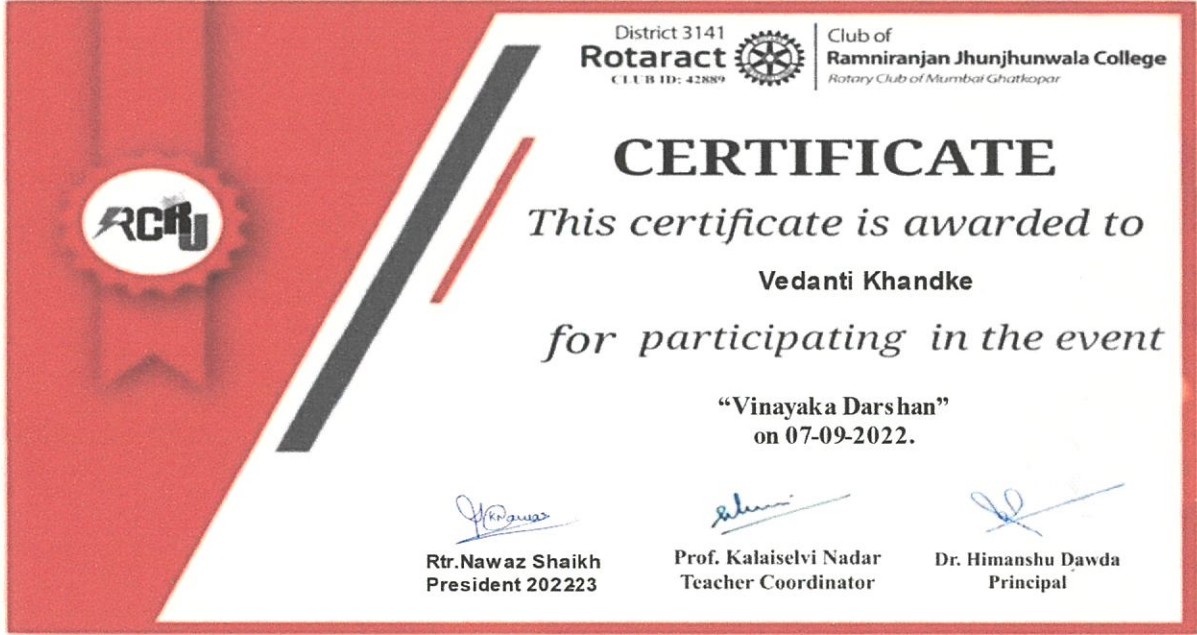 District 3141
Rotaract
CLUB ID: 42889
Club of
Ramniranjan Jhunjhunwala College
Rotary Club of Mumbai Ghatkopar
RCRJ
CERTIFICATE
This certificate is awarded to
Vedanti Khandke
for participating in the event
“Vinayaka Darshan”
on 07-09-2022.
Rtr.Nawaz Shaikh
President 202223
Prof. Kalaiselvi Nadar
Teacher Coordinator
Dr. Himanshu Dawda
Principal